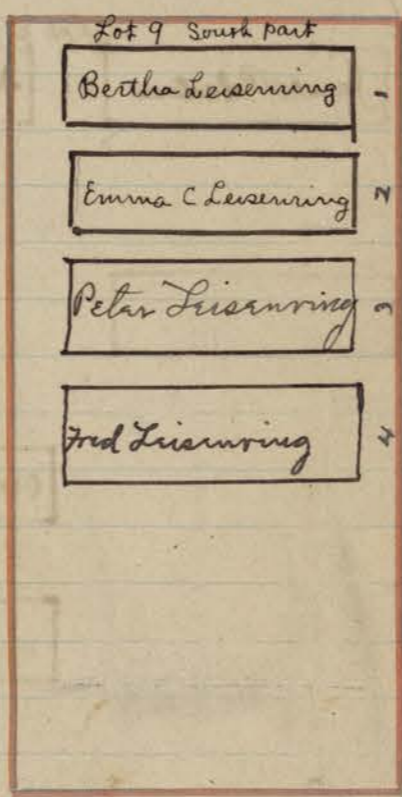 Lot 9 South part
Bertha Leisenring 1
Emma C Leisenring 2
Peter Leisenring 3
Fred Leisenring 4